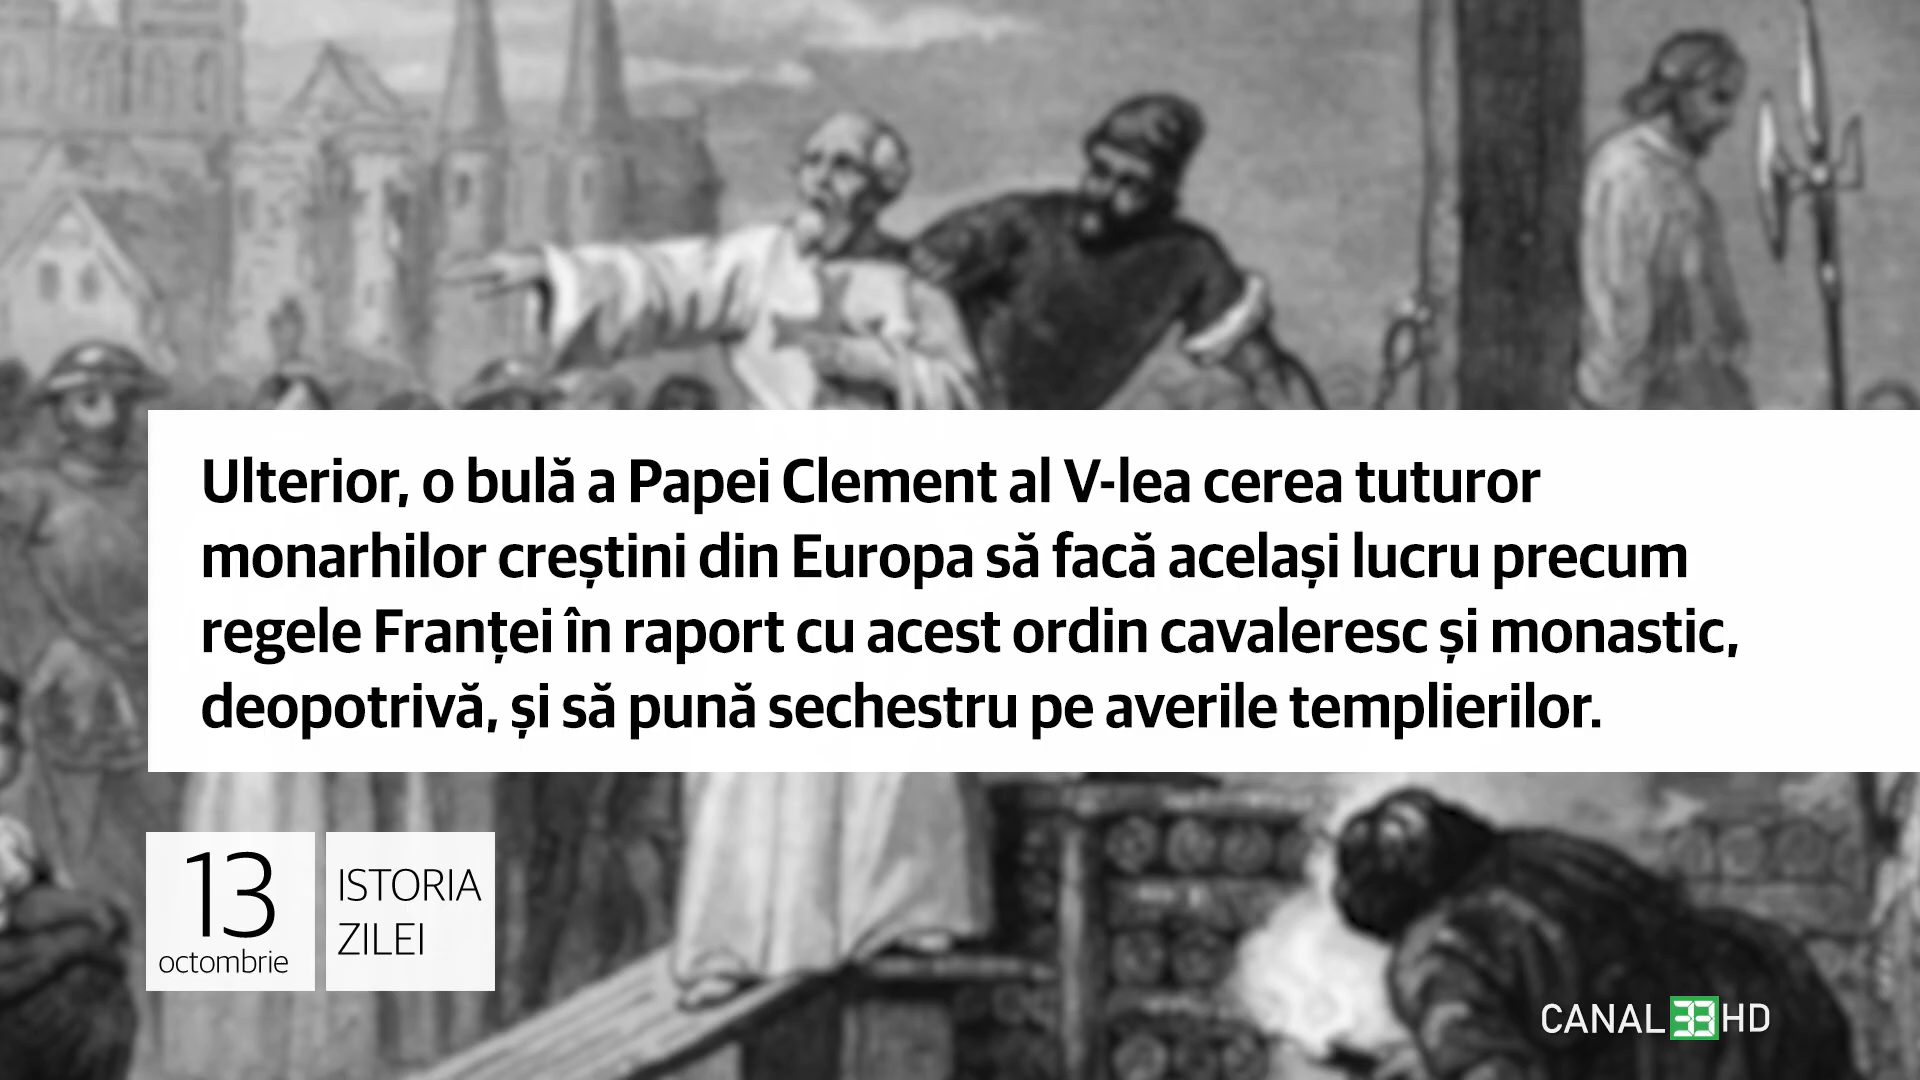 Ulterior, o bulă a Papei Clement al V-lea cerea tuturor
monarhilor creștini din Europa să facă același lucru precum
regele Franței în raport cu acest ordin cavaleresc și monastic,
deopotrivă, și să pună sechestru pe averile templierilor.
13
octombrie
ISTORIA
ZILEI
CANAL 33 HD